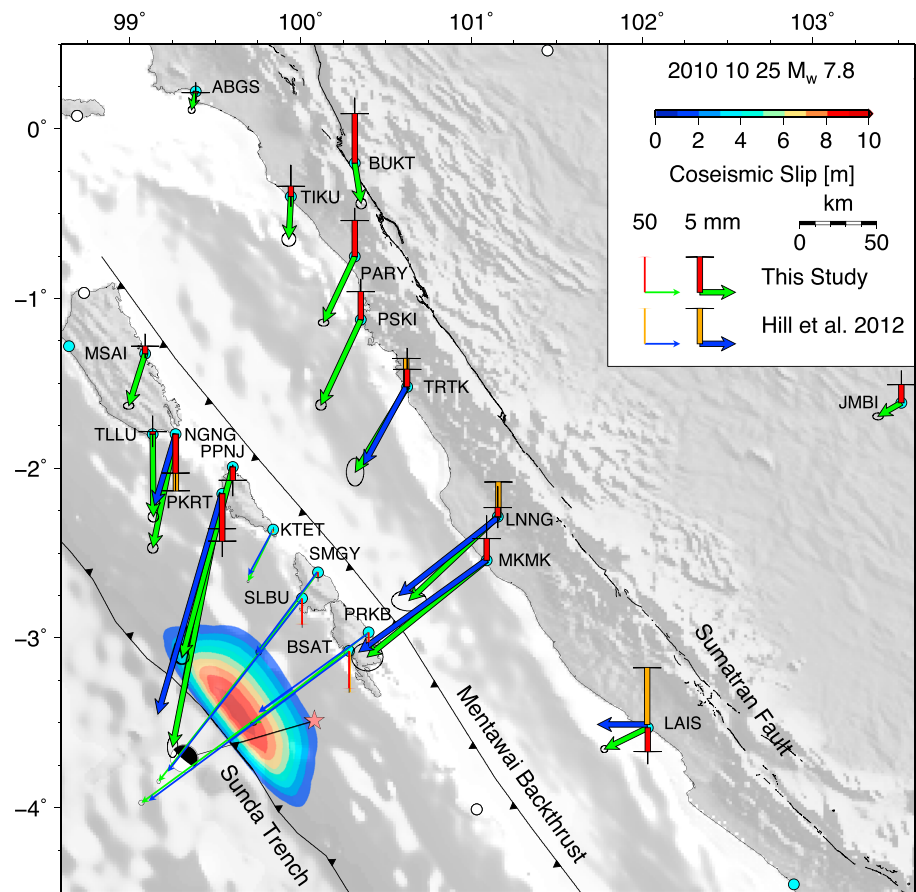 99° 100° 101° 102° 103°
2010 10 25 Mw 7.8
0 2 4 6 8 10
Coseismic Slip [m]
km
50 5 mm
0 50
This Study
Hill et al. 2012
0°
−1°
−2°
−3°
−4°
ABGS
BUKT
TIKU
PARY
PSKI
MSAI
TRTK
JMBI
TLLU
NGNG
PPNJ
PKRT
LNNG
KTET
SMGY
MKMK
SLBU
PRKB
BSAT
LAIS
Sumatran Fault
Mentawai Backthrust
Sunda Trench